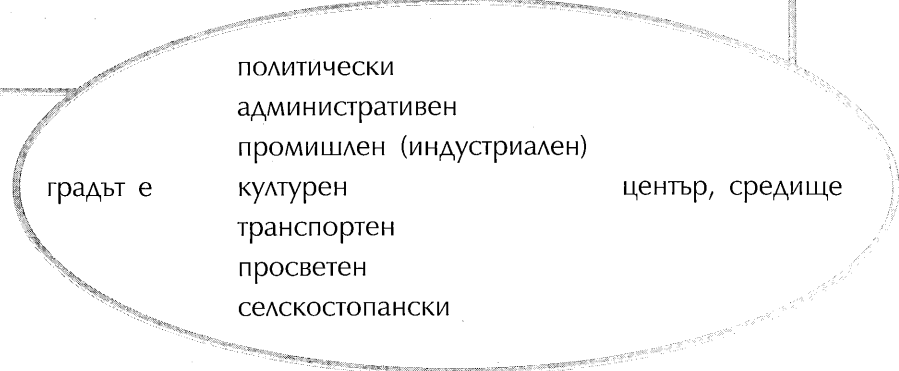 политически
административен
промишлен (индустриален)
градът е културен център, средище
транспортен
просветен
селскостопански